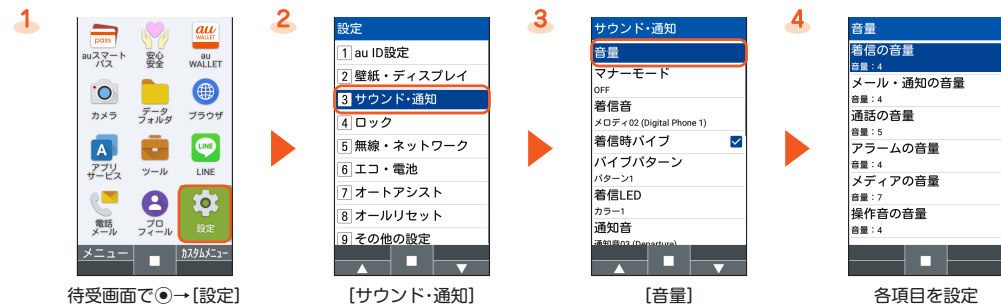 1
pass
auスマート
パス
安心
安全
au
WALLET
au
WALLET
カメラ
データ
フォルダ
ブラウザ
A
アプリ
サービス
ツール
LINE
LINE
電話
メール
プロ
フィール
設定
メニュー
カスタムメニュー
待受画面で◉→[設定]
2
設定
1 au ID設定
2 壁紙・ディスプレイ
3 サウンド・通知
4 ロック
5 無線・ネットワーク
6 エコ・電池
7 オートアシスト
8 オールリセット
9 その他の設定
[サウンド・通知]
3
サウンド・通知
音量
マナーモード
OFF
着信音
メロディ02 (Digital Phone 1)
着信時バイブ
バイブパターン
パターン1
着信LED
カラー1
通知音
通知音03 (Departure)
[音量]
4
音量
着信の音量
音量：4
メール・通知の音量
音量：4
通話の音量
音量：5
アラームの音量
音量：4
メディアの音量
音量：7
操作音の音量
音量：4
各項目を設定